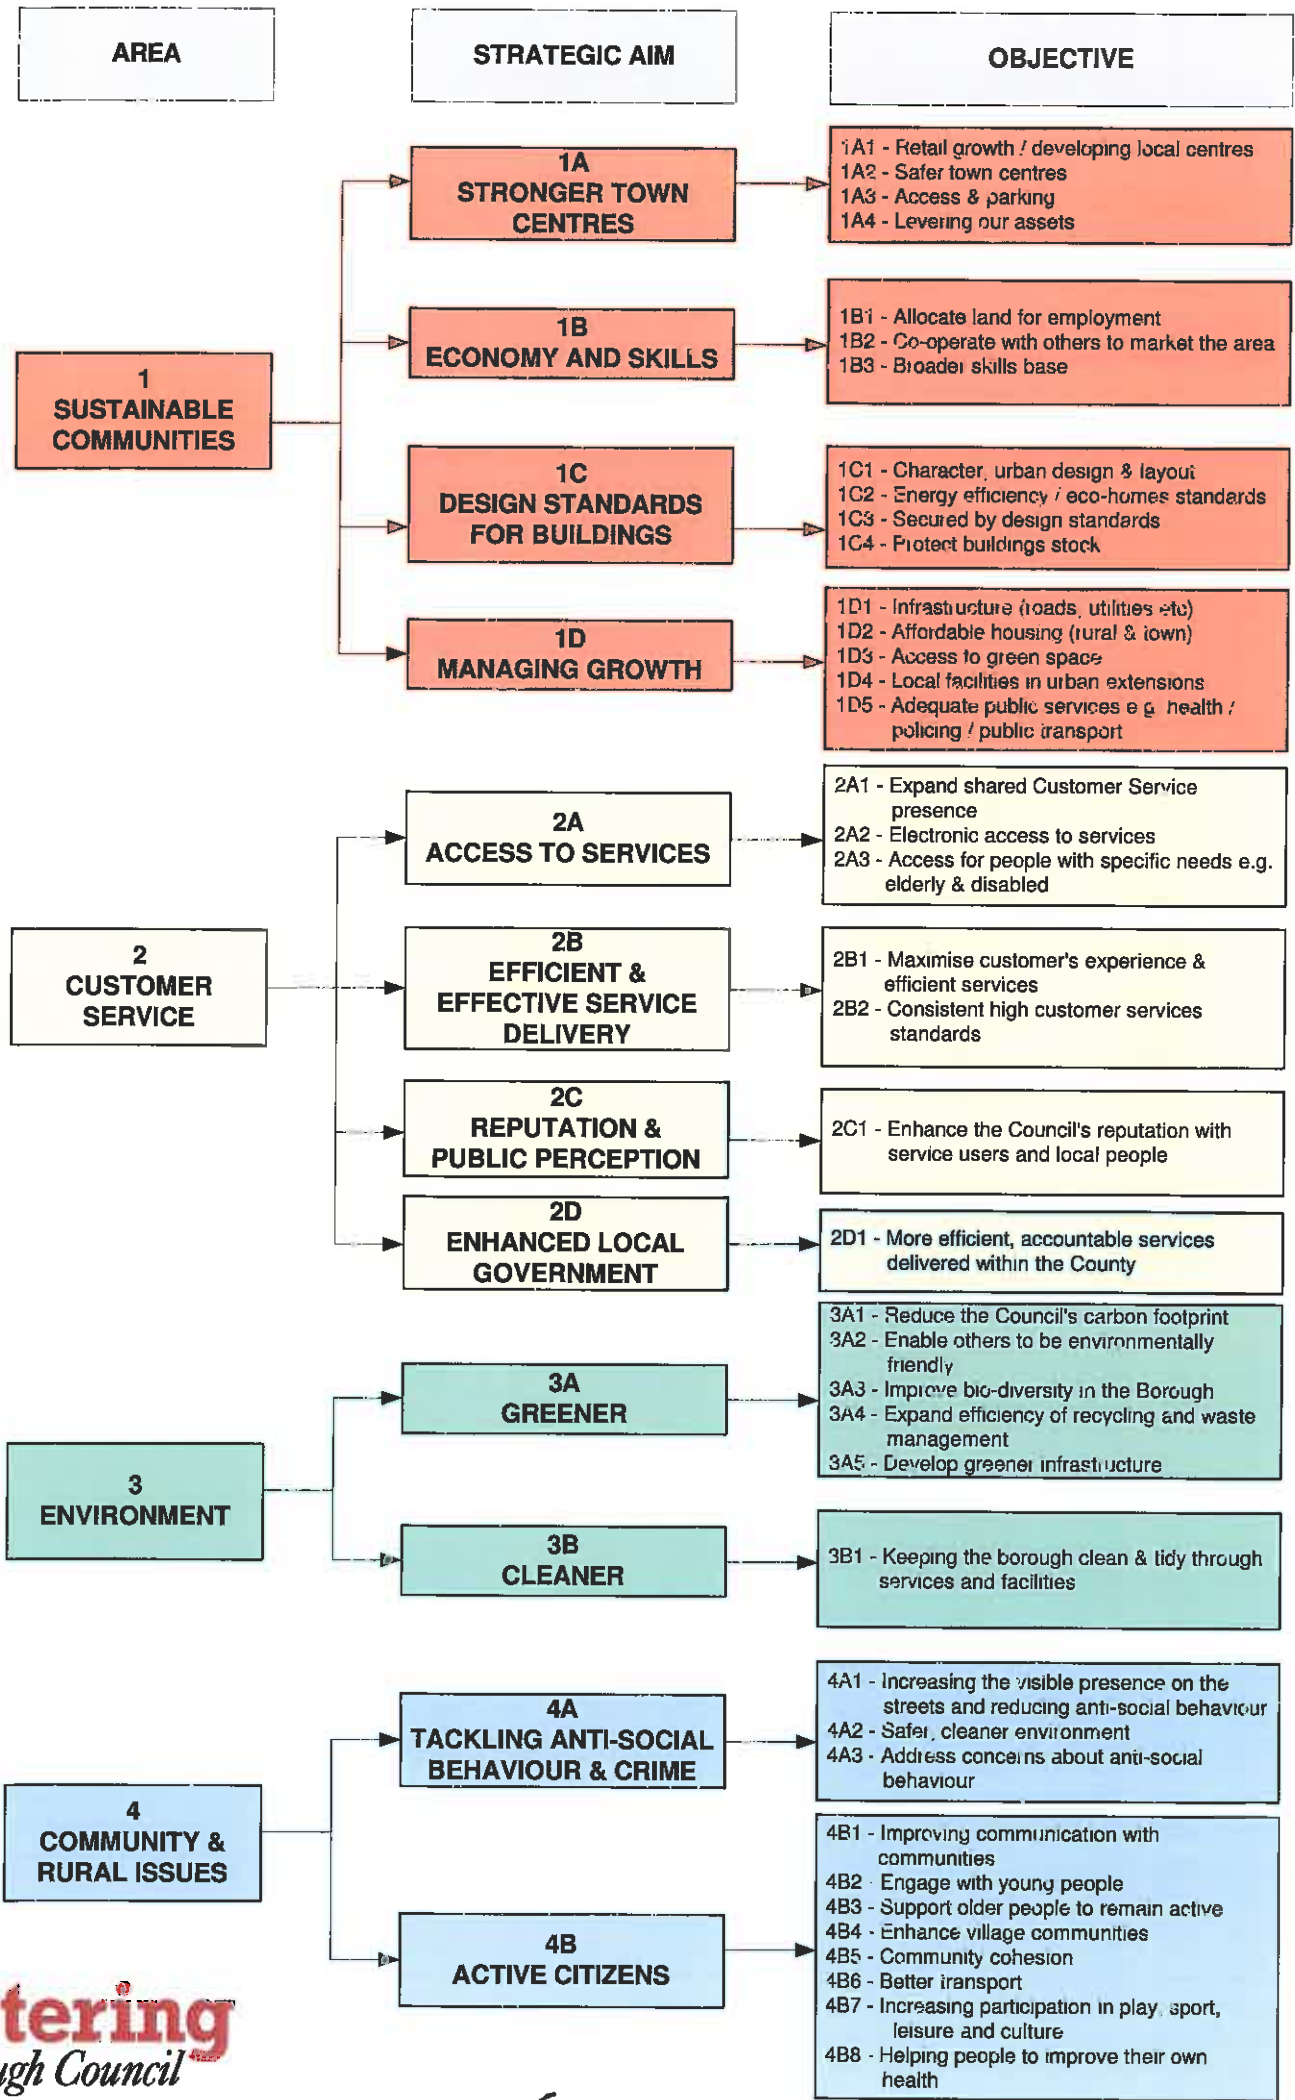 AREA
STRATEGIC AIM
OBJECTIVE
1
SUSTAINABLE
COMMUNITIES
1A
STRONGER TOWN
CENTRES
1A1 - Retail growth / developing local centres
1A2 - Safer town centres
1A3 - Access & parking
1A4 - Levering our assets
1B
ECONOMY AND SKILLS
1B1 - Allocate land for employment
1B2 - Co-operate with others to market the area
1B3 - Broader skills base
1C
DESIGN STANDARDS
FOR BUILDINGS
1C1 - Character, urban design & layout
1C2 - Energy efficiency / eco-homes standards
1C3 - Secured by design standards
1C4 - Protect buildings stock
1D
MANAGING GROWTH
1D1 - Infrastructure (roads, utilities etc)
1D2 - Affordable housing (rural & town)
1D3 - Access to green space
1D4 - Local facilities in urban extensions
1D5 - Adequate public services e.g. health /
policing / public transport
2
CUSTOMER
SERVICE
2A
ACCESS TO SERVICES
2A1 - Expand shared Customer Service
presence
2A2 - Electronic access to services
2A3 - Access for people with specific needs e.g.
elderly & disabled
2B
EFFICIENT &
EFFECTIVE SERVICE
DELIVERY
2B1 - Maximise customer's experience &
efficient services
2B2 - Consistent high customer services
standards
2C
REPUTATION &
PUBLIC PERCEPTION
2C1 - Enhance the Council's reputation with
service users and local people
2D
ENHANCED LOCAL
GOVERNMENT
2D1 - More efficient, accountable services
delivered within the County
3
ENVIRONMENT
3A
GREENER
3A1 - Reduce the Council's carbon footprint
3A2 - Enable others to be environmentally
friendly
3A3 - Improve bio-diversity in the Borough
3A4 - Expand efficiency of recycling and waste
management
3A5 - Develop greener infrastructure
3B
CLEANER
3B1 - Keeping the borough clean & tidy through
services and facilities
4
COMMUNITY &
RURAL ISSUES
4A
TACKLING ANTI-SOCIAL
BEHAVIOUR & CRIME
4A1 - Increasing the visible presence on the
streets and reducing anti-social behaviour
4A2 - Safer, cleaner environment
4A3 - Address concerns about anti-social
behaviour
4B
ACTIVE CITIZENS
4B1 - Improving communication with
communities
4B2 - Engage with young people
4B3 - Support older people to remain active
4B4 - Enhance village communities
4B5 - Community cohesion
4B6 - Better transport
4B7 - Increasing participation in play, sport,
leisure and culture
4B8 - Helping people to improve their own
health
tering
ugh Council